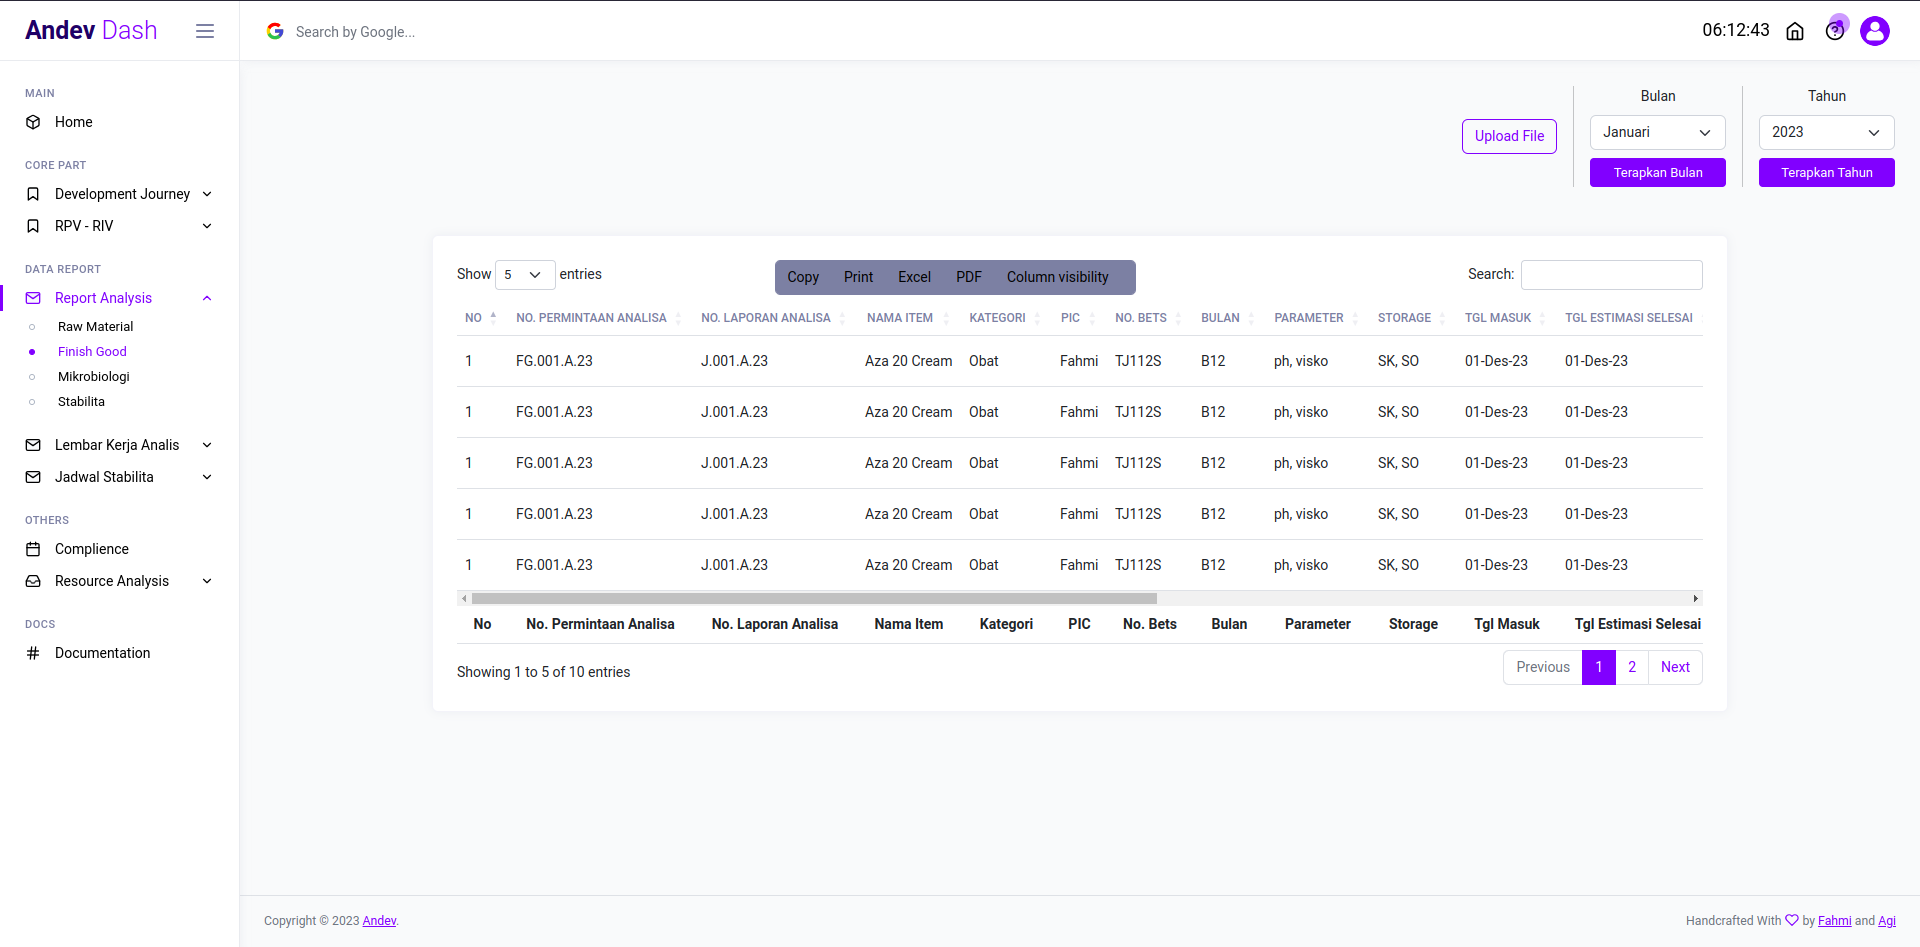 Andev Dash
Search by Google...
06:12:43
MAIN
Home
CORE PART
Development Journey
RPV - RIV
DATA REPORT
Report Analysis
Raw Material
Finish Good
Mikrobiologi
Stabilita
Lembar Kerja Analis
Jadwal Stabilita
OTHERS
Complience
Resource Analysis
DOCS
Documentation
Upload File
Bulan
Januari
Terapkan Bulan
Tahun
2023
Terapkan Tahun
Show 5 entries
Copy Print Excel PDF Column visibility
Search:
NO NO. PERMINTAAN ANALISA NO. LAPORAN ANALISA NAMA ITEM KATEGORI PIC NO. BETS BULAN PARAMETER STORAGE TGL MASUK TGL ESTIMASI SELESAI
1 FG.001.A.23 J.001.A.23 Aza 20 Cream Obat Fahmi TJ112S B12 ph, visko SK, SO 01-Des-23 01-Des-23
1 FG.001.A.23 J.001.A.23 Aza 20 Cream Obat Fahmi TJ112S B12 ph, visko SK, SO 01-Des-23 01-Des-23
1 FG.001.A.23 J.001.A.23 Aza 20 Cream Obat Fahmi TJ112S B12 ph, visko SK, SO 01-Des-23 01-Des-23
1 FG.001.A.23 J.001.A.23 Aza 20 Cream Obat Fahmi TJ112S B12 ph, visko SK, SO 01-Des-23 01-Des-23
1 FG.001.A.23 J.001.A.23 Aza 20 Cream Obat Fahmi TJ112S B12 ph, visko SK, SO 01-Des-23 01-Des-23
No No. Permintaan Analisa No. Laporan Analisa Nama Item Kategori PIC No. Bets Bulan Parameter Storage Tgl Masuk Tgl Estimasi Selesai
Showing 1 to 5 of 10 entries
Previous 1 2 Next
Copyright © 2023 Andev.
Handcrafted With by Fahmi and Agi